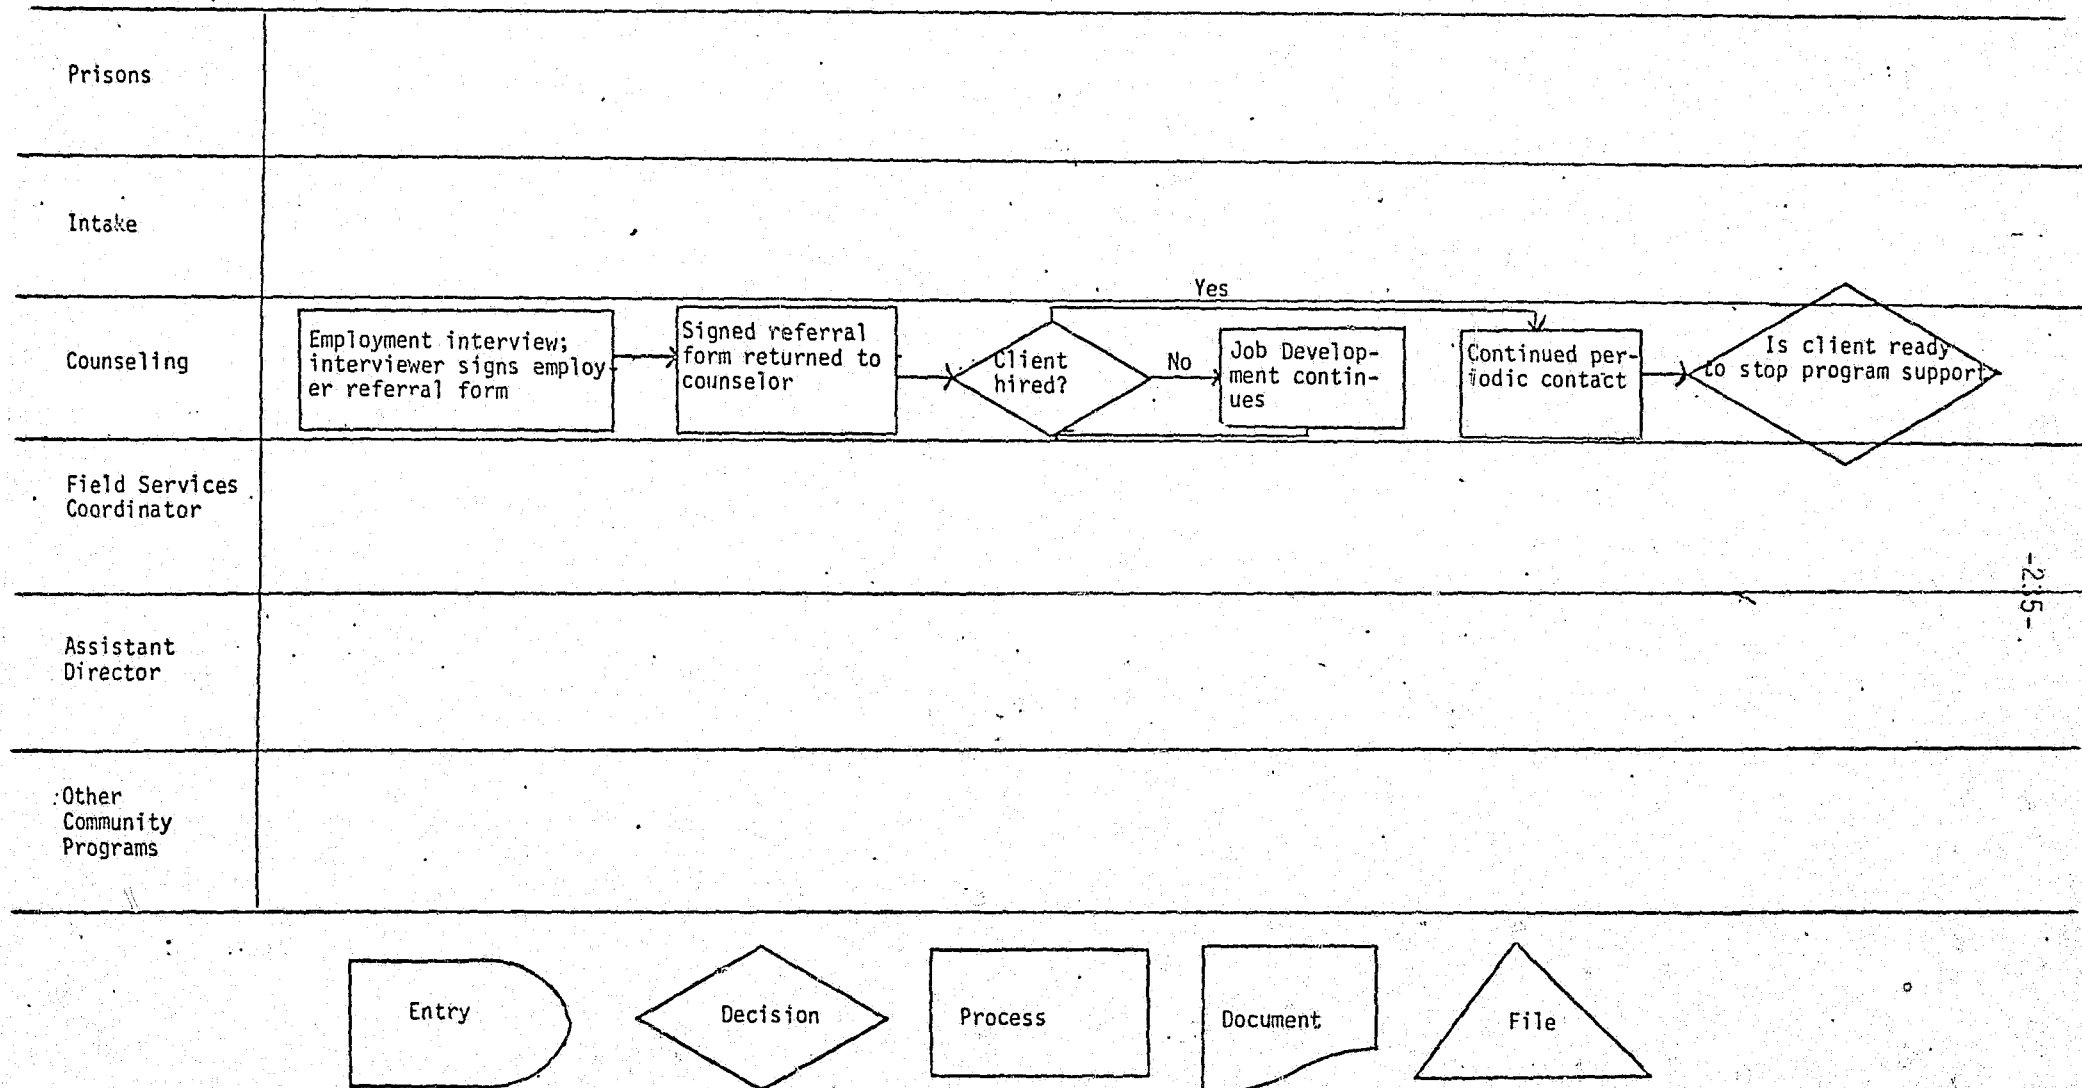 Prisons
Intake
Yes
Counseling
Employment interview;
interviewer signs employ-
er referral form
Signed referral
form returned to
counselor
Client
hired?
No
Job Develop-
ment contin-
ues
Continued per-
iodic contact
Is client ready
to stop program support
Field Services
Coordinator
-235-
Assistant
Director
Other
Community
Programs
Entry
Decision
Process
Document
File